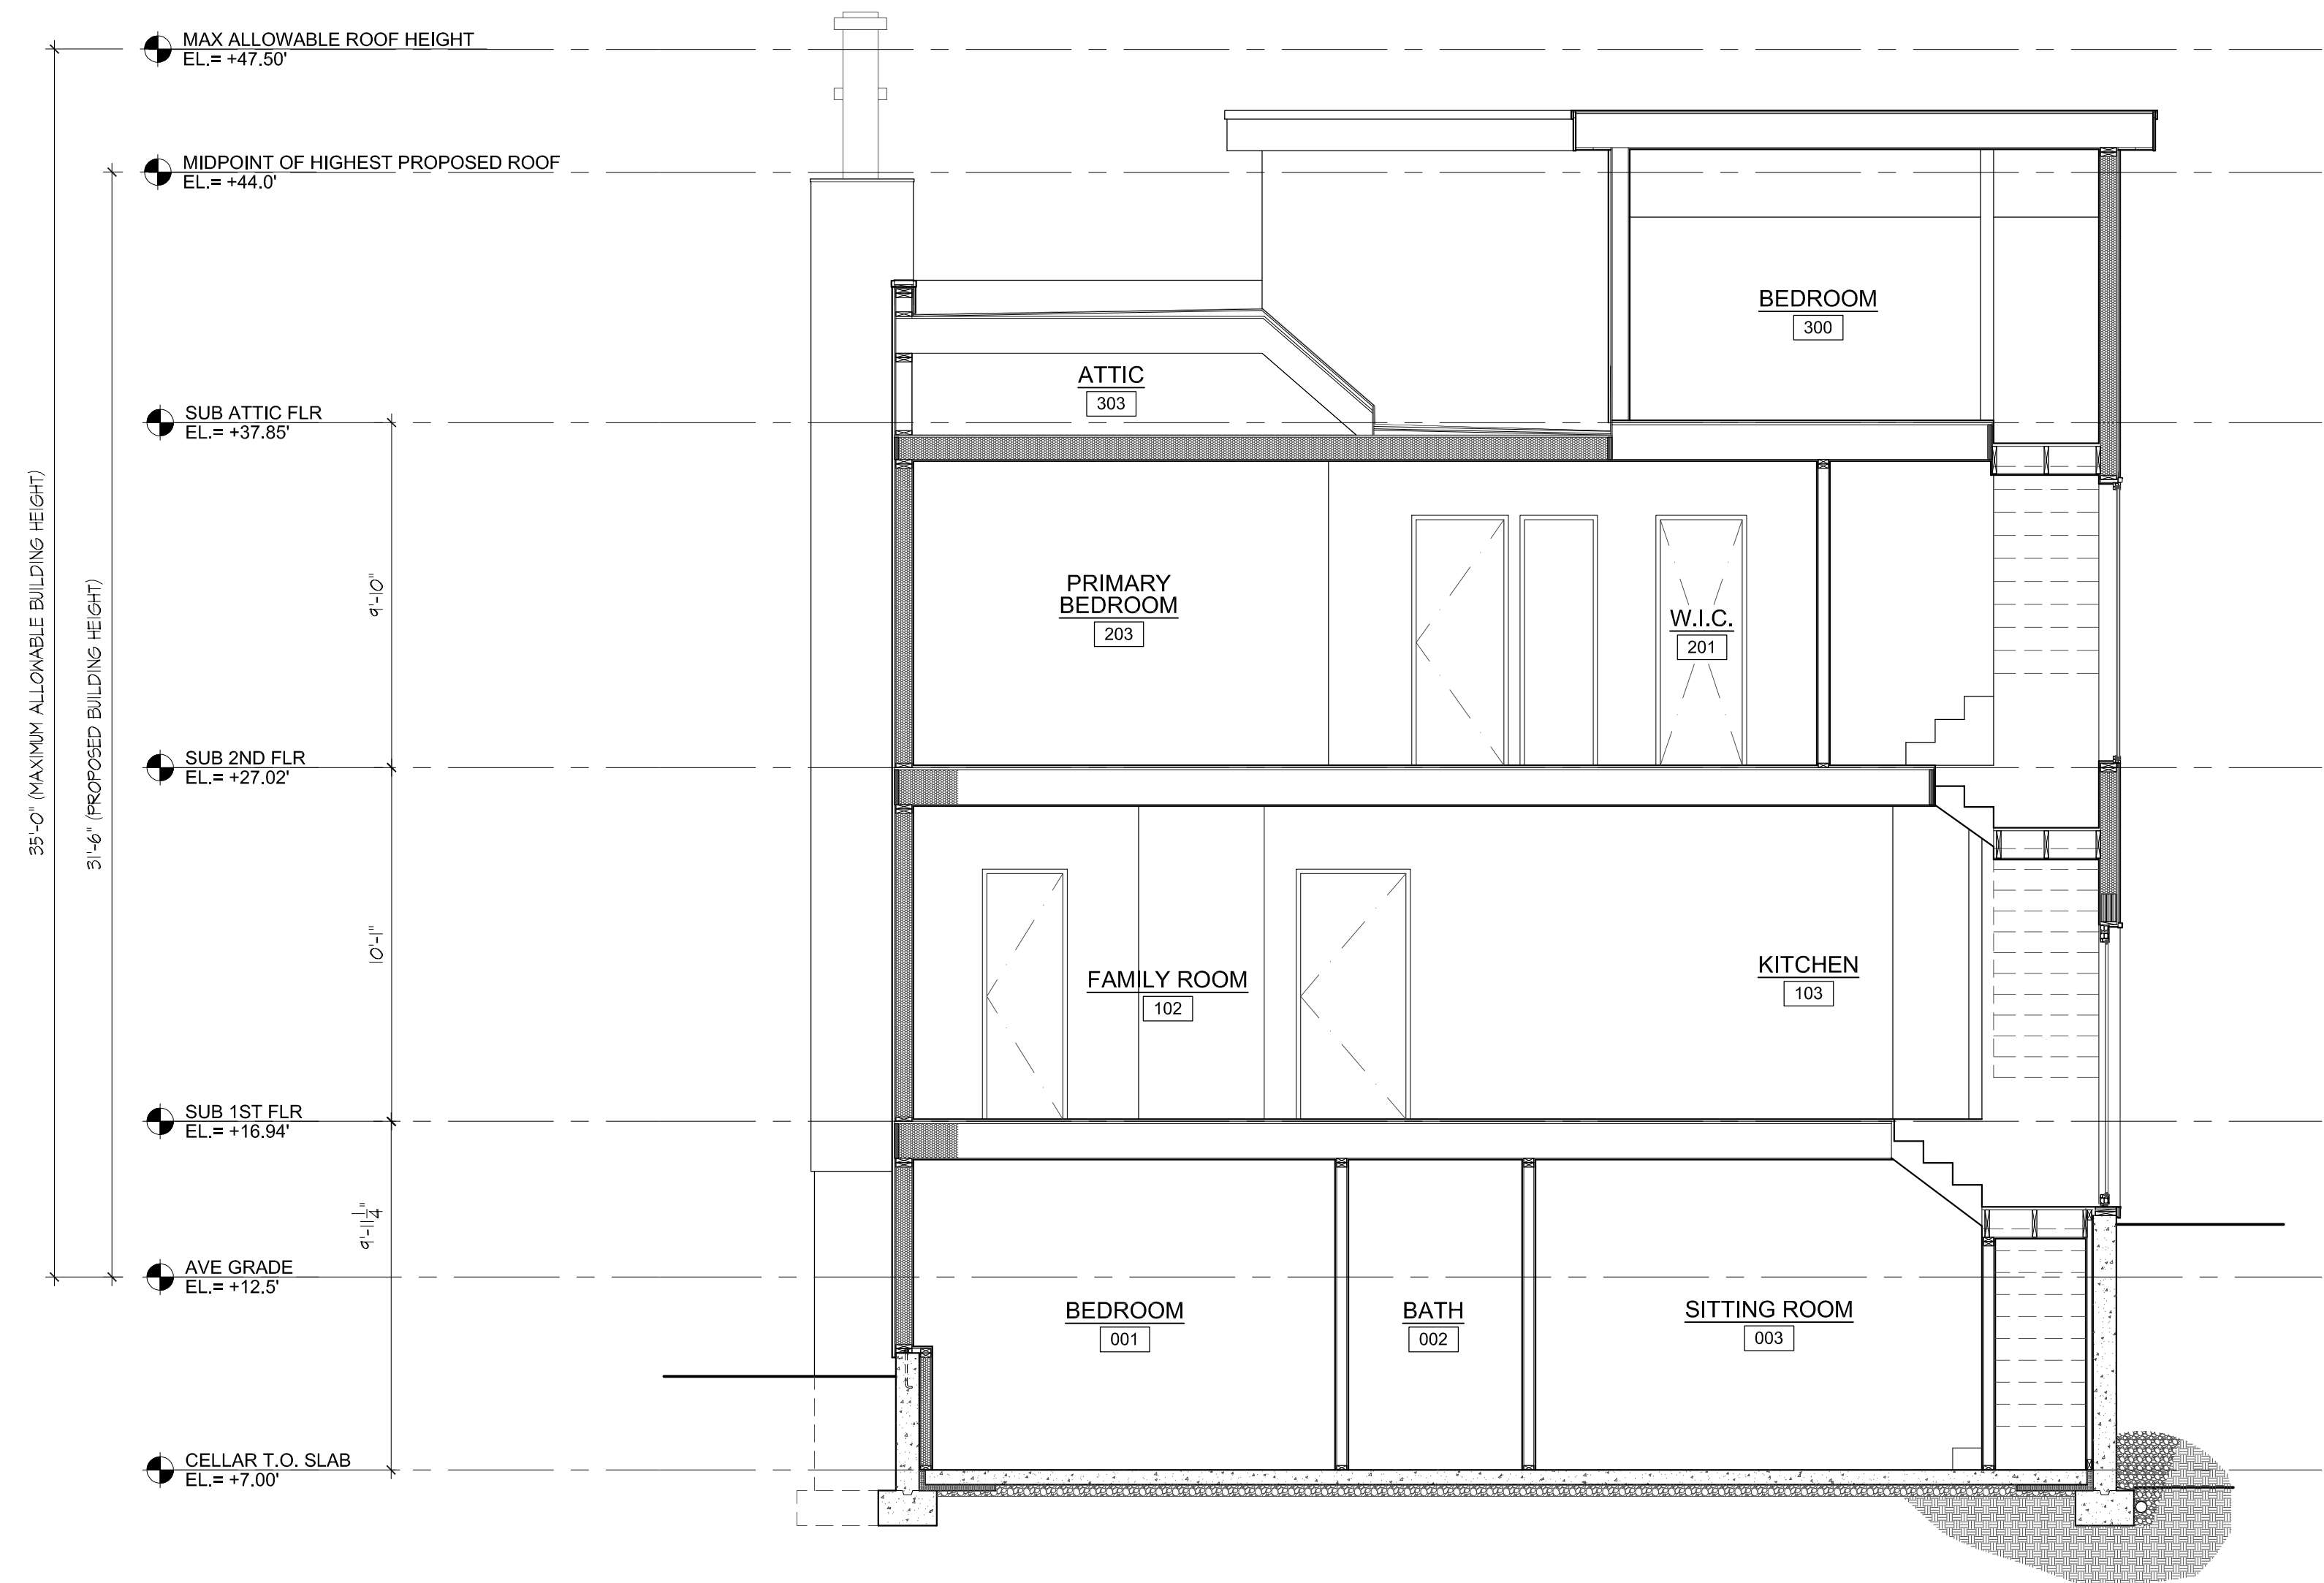 MAX ALLOWABLE ROOF HEIGHT
EL.= +47.50'
MIDPOINT OF HIGHEST PROPOSED ROOF
EL.= +44.0'
BEDROOM
300
ATTIC
303
SUB ATTIC FLR
EL.= +37.85'
35'-0" (MAXIMUM ALLOWABLE BUILDING HEIGHT)
31'-6" (PROPOSED BUILDING HEIGHT)
9'-10"
PRIMARY
BEDROOM
203
W.I.C.
201
SUB 2ND FLR
EL.= +27.02'
10'-1"
FAMILY ROOM
102
KITCHEN
103
SUB 1ST FLR
EL.= +16.94'
9'-11 1/4"
AVE GRADE
EL.= +12.5'
BEDROOM
001
BATH
002
SITTING ROOM
003
CELLAR T.O. SLAB
EL.= +7.00'